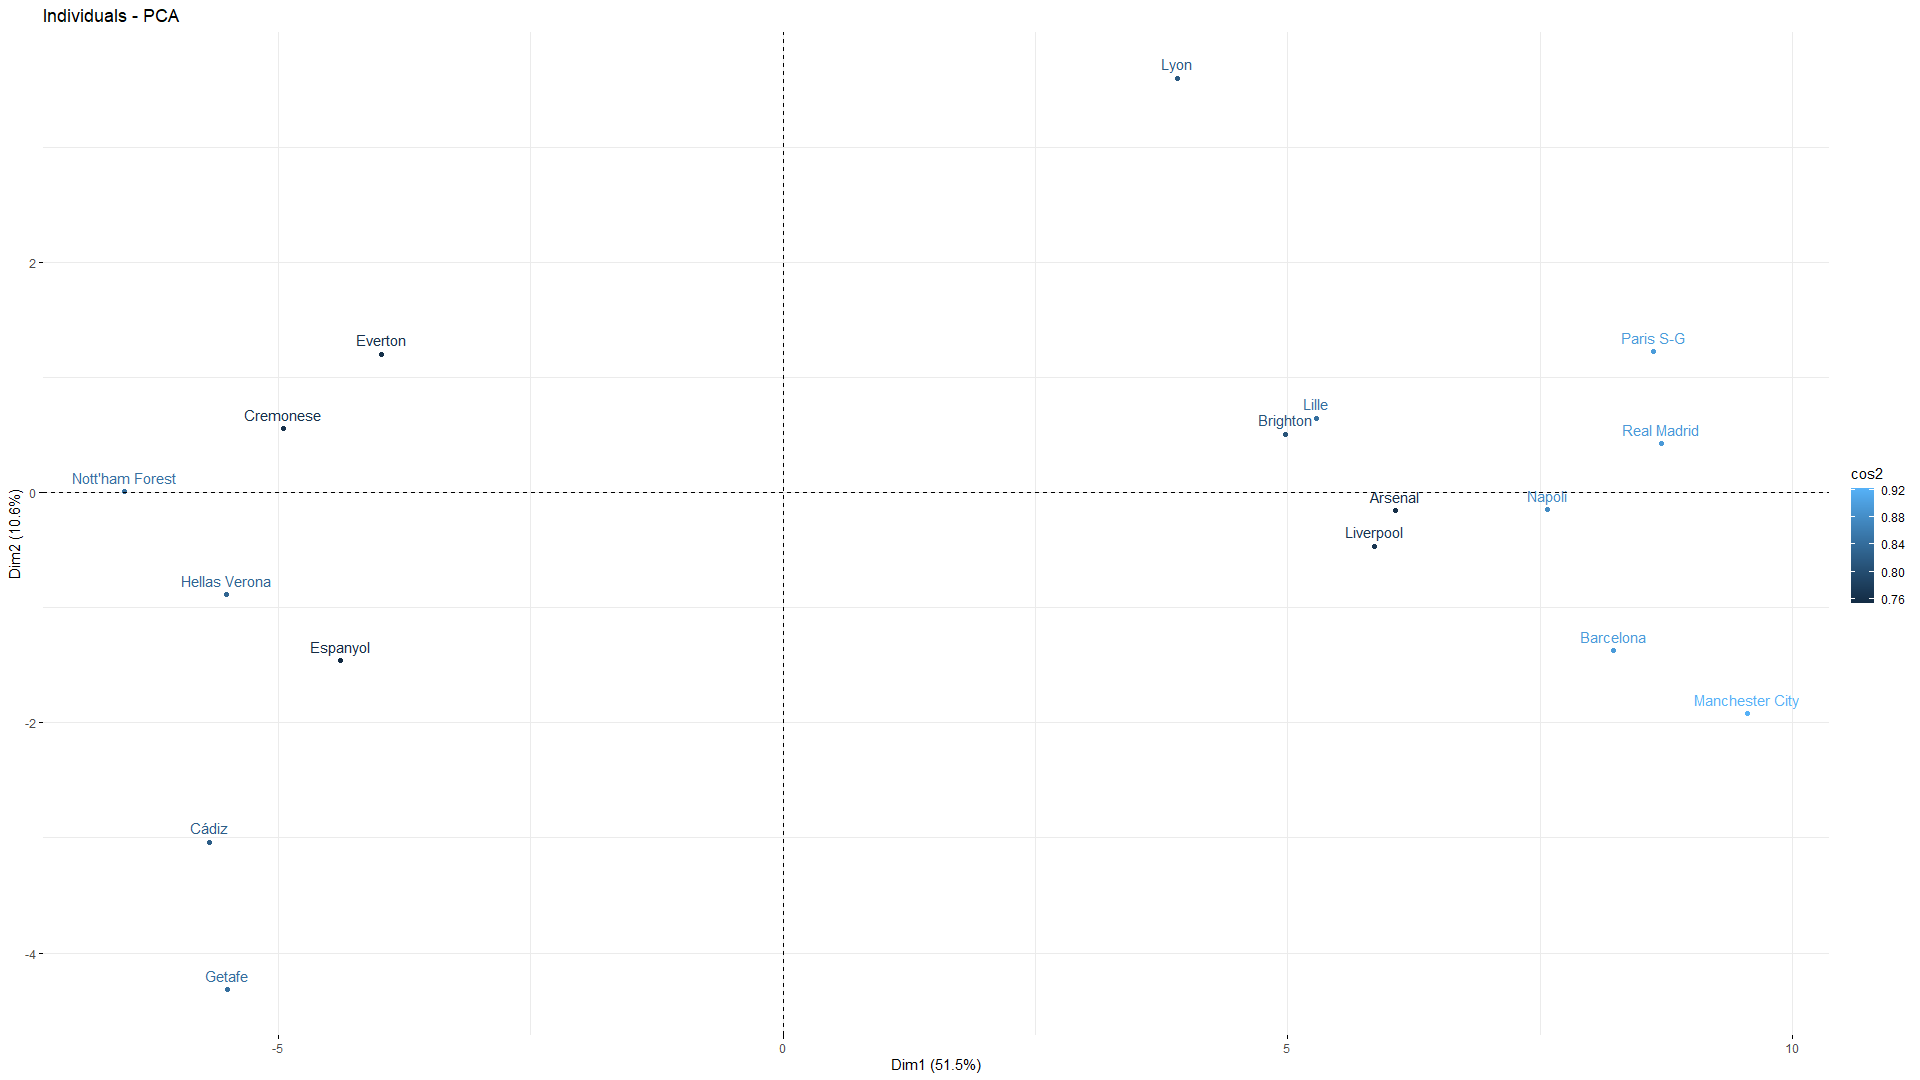 Individuals - PCA
Lyon
2
Everton
Paris S-G
Lille
Cremonese
Brighton
Real Madrid
Nott'ham Forest
cos2
0
Arsenal
Napoli
0.92
0.88
Liverpool
0.84
Dim2 (10.6%)
Hellas Verona
0.80
0.76
Barcelona
Espanyol
Manchester City
-2
Cádiz
-4
Getafe
-5
0
5
10
Dim1 (51.5%)